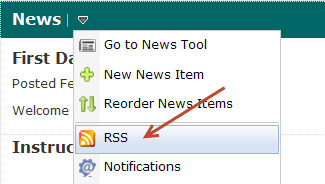 News
Go to News Tool
First Da
New News Item
Posted Fe
Reorder News Items
Welcome
RSS
Instruc
Notifications